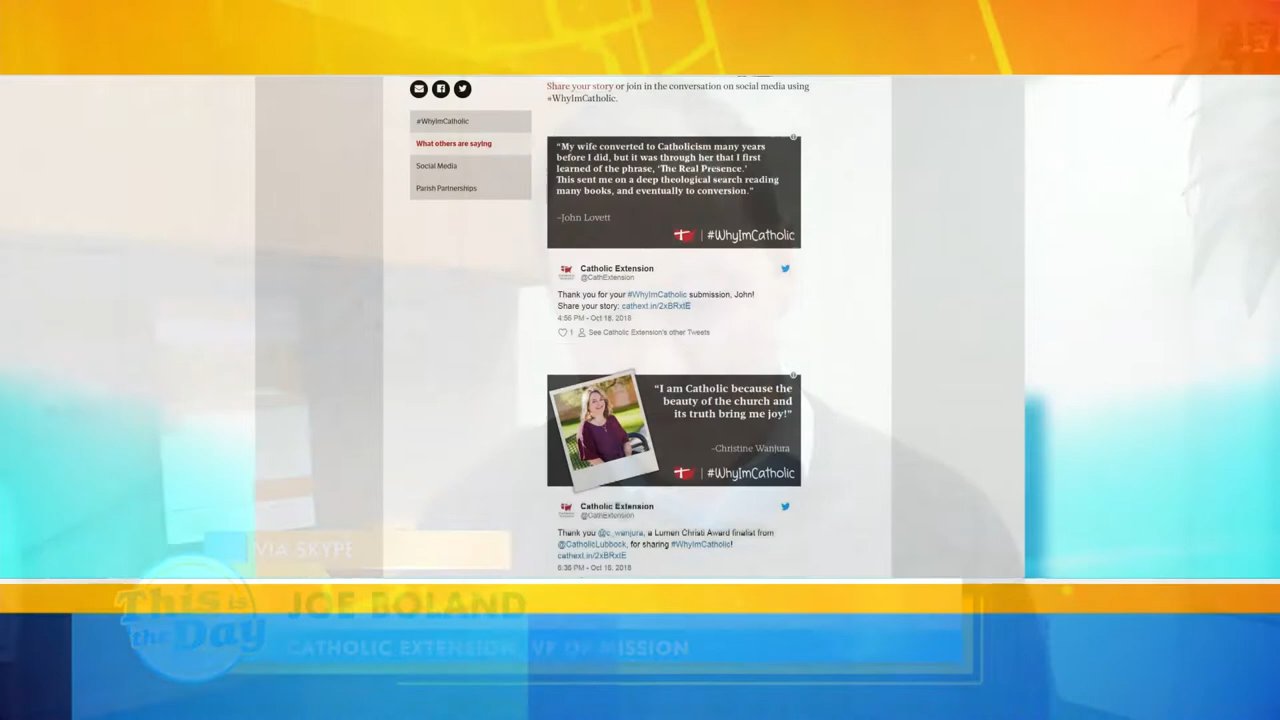 Share your story or join in the conversation on social media using
#WhyImCatholic.
#WhyImCatholic
What others are saying
Social Media
Parish Partnerships
“My wife converted to Catholicism many years
before I did, but it was through her that I first
learned of the phrase, ‘The Real Presence.’
This sent me on a deep theological search reading
many books, and eventually to conversion.”
–John Lovett
#WhyImCatholic
Catholic Extension
@CathExtension
Thank you for your #WhyImCatholic submission, John!
Share your story: cathext.in/2xBRxtE
4:56 PM - Oct 18, 2018
1 See Catholic Extension's other Tweets
“I am Catholic because the
beauty of the church and
its truth bring me joy!”
–Christine Wanjura
#WhyImCatholic
Catholic Extension
@CathExtension
Thank you @c_wanjura, a Lumen Christi Award finalist from
@CatholicLubbock, for sharing #WhyImCatholic!
cathext.in/2xBRxtE
6:36 PM - Oct 16, 2018
VIA SKYPE
This is
the Day
JOE BOLAND
CATHOLIC EXTENSION, VP OF MISSION